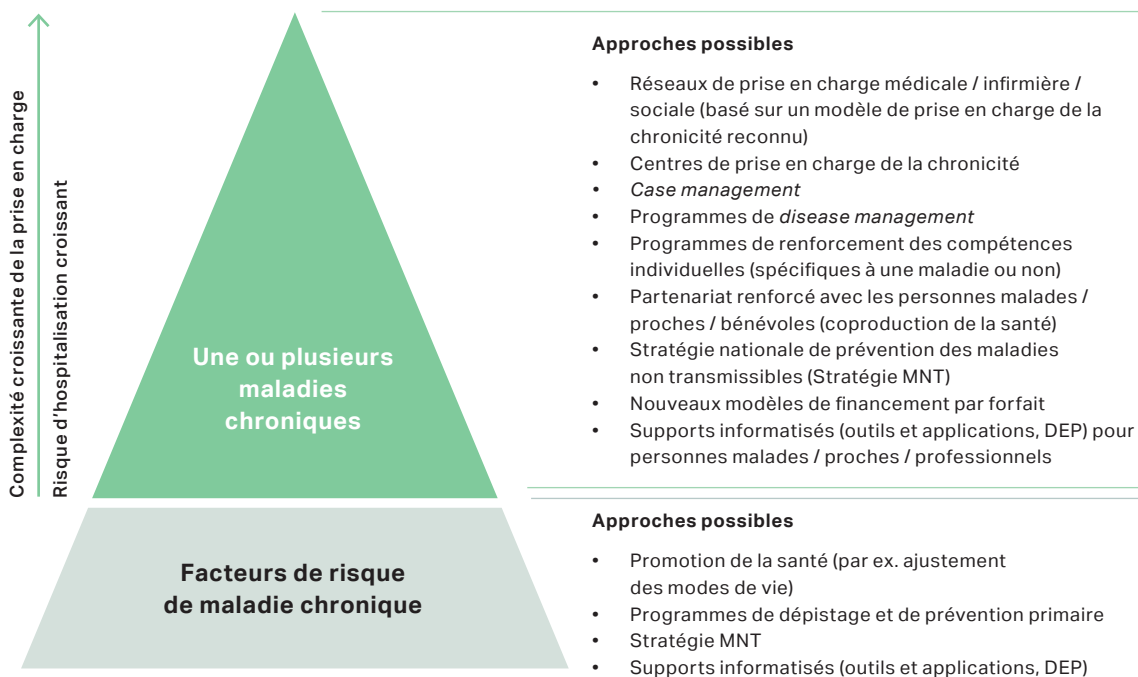 Complexité croissante de la prise en charge
Risque d'hospitalisation croissant
Une ou plusieurs
maladies
chroniques
Facteurs de risque
de maladie chronique
Approches possibles
• Réseaux de prise en charge médicale / infirmière /
sociale (basé sur un modèle de prise en charge de la
chronicité reconnu)
• Centres de prise en charge de la chronicité
• Case management
• Programmes de disease management
• Programmes de renforcement des compétences
individuelles (spécifiques à une maladie ou non)
• Partenariat renforcé avec les personnes malades /
proches / bénévoles (coproduction de la santé)
• Stratégie nationale de prévention des maladies
non transmissibles (Stratégie MNT)
• Nouveaux modèles de financement par forfait
• Supports informatisés (outils et applications, DEP) pour
personnes malades / proches / professionnels
Approches possibles
• Promotion de la santé (par ex. ajustement
des modes de vie)
• Programmes de dépistage et de prévention primaire
• Stratégie MNT
• Supports informatisés (outils et applications, DEP)